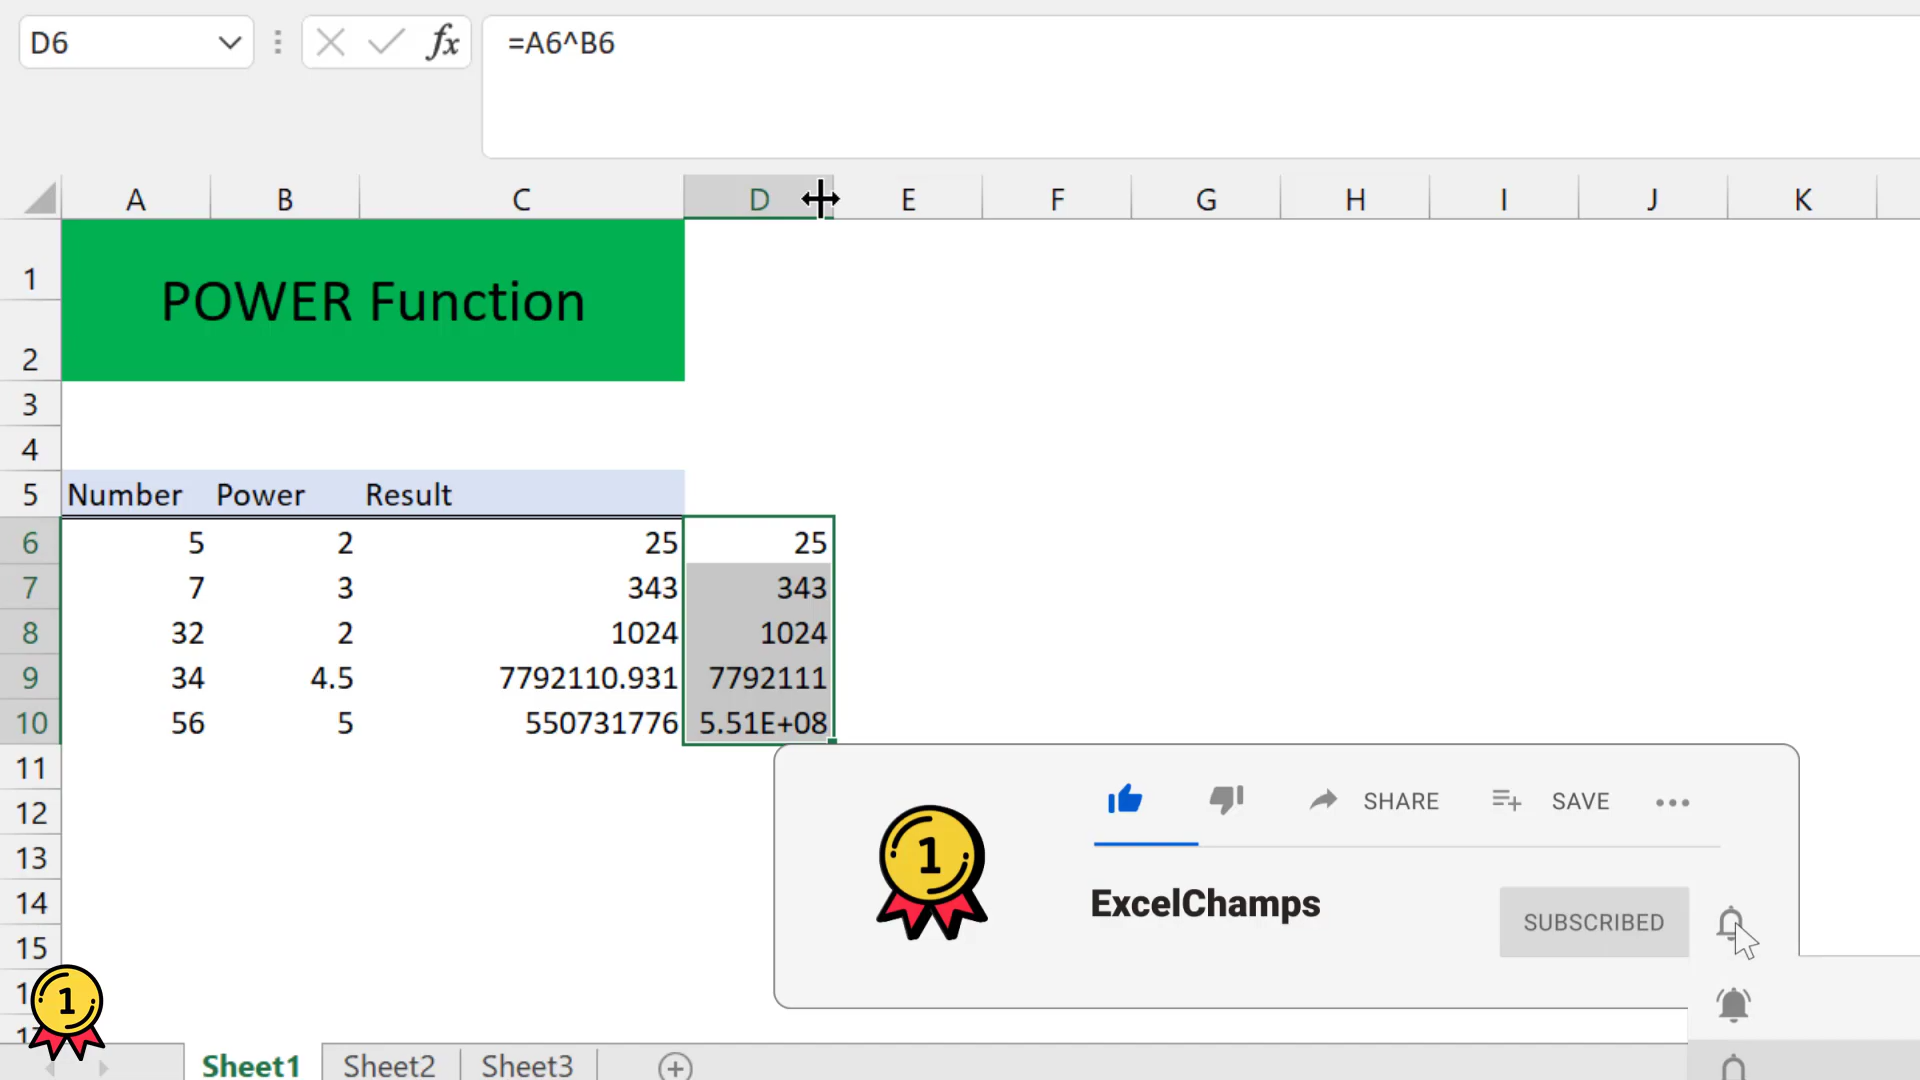 D6
fx
=A6^B6
A B C D E F G H I J K
1
POWER Function
2
3
4
5 Number Power Result
6 5 2 25 25
7 7 3 343 343
8 32 2 1024 1024
9 34 4.5 7792110.931 7792111
10 56 5 550731776 5.51E+08
11
12
SHARE SAVE
13
1
14
ExcelChamps
SUBSCRIBED
15
1
Sheet1 Sheet2 Sheet3